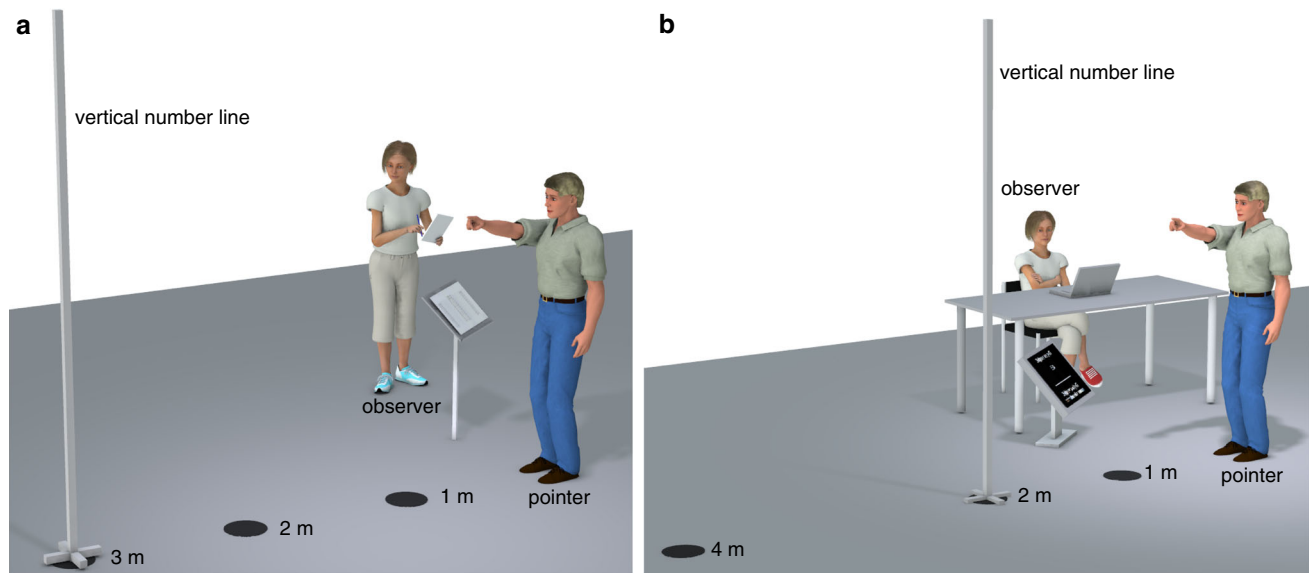 a
vertical number line
observer
pointer
1 m
2 m
3 m
b
vertical number line
observer
pointer
1 m
2 m
4 m